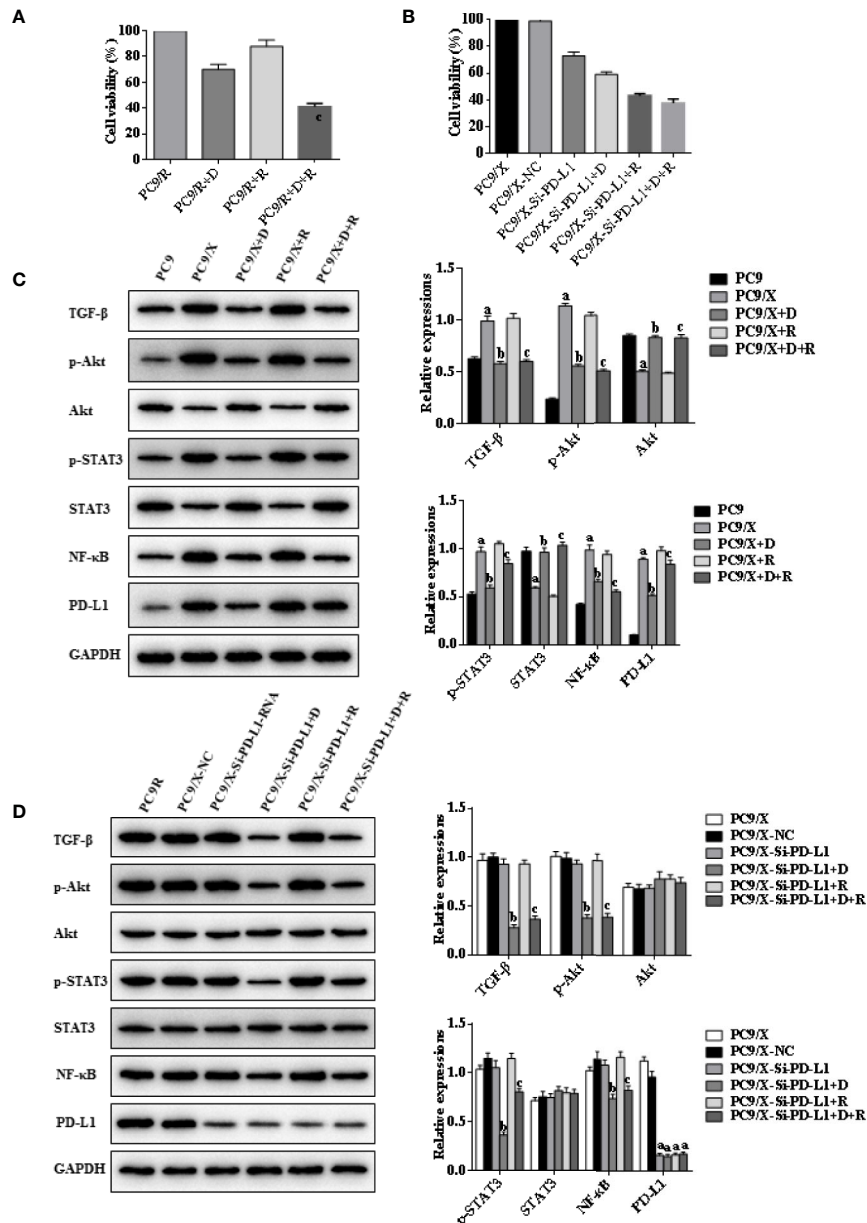 A
Cell viability (%)
100
80
60
40
20
0
c
PC9/R
PC9/R+D
PC9/R+R
PC9/R+D+R
B
Cell viability (%)
100
80
60
40
20
0
PC9/X
PC9/X-NC
PC9/X-Si-PD-L1
PC9/X-Si-PD-L1+D
PC9/X-Si-PD-L1+R
PC9/X-Si-PD-L1+D+R
C
PC9
PC9/X
PC9/X+D
PC9/X+R
PC9/X+D+R
TGF-β
p-Akt
Akt
p-STAT3
STAT3
NF-κB
PD-L1
GAPDH
Relative expressions
1.5
1.0
0.5
0.0
a
b
c
a
b
c
a
b
c
TGF-β
p-Akt
Akt
PC9
PC9/X
PC9/X+D
PC9/X+R
PC9/X+D+R
Relative expressions
1.5
1.0
0.5
0.0
a
b
c
a
b
c
a
b
c
a
b
c
p-STAT3
STAT3
NF-κB
PD-L1
PC9
PC9/X
PC9/X+D
PC9/X+R
PC9/X+D+R
D
PC9R
PC9/X-NC
PC9/X-Si-PD-L1-RNA
PC9/X-Si-PD-L1+D
PC9/X-Si-PD-L1+R
PC9/X-Si-PD-L1+D+R
TGF-β
p-Akt
Akt
p-STAT3
STAT3
NF-κB
PD-L1
GAPDH
Relative expressions
1.5
1.0
0.5
0.0
b
c
b
c
TGF-β
p-Akt
Akt
PC9/X
PC9/X-NC
PC9/X-Si-PD-L1
PC9/X-Si-PD-L1+D
PC9/X-Si-PD-L1+R
PC9/X-Si-PD-L1+D+R
Relative expressions
1.5
1.0
0.5
0.0
b
c
b
c
a a a a
p-STAT3
STAT3
NF-κB
PD-L1
PC9/X
PC9/X-NC
PC9/X-Si-PD-L1
PC9/X-Si-PD-L1+D
PC9/X-Si-PD-L1+R
PC9/X-Si-PD-L1+D+R